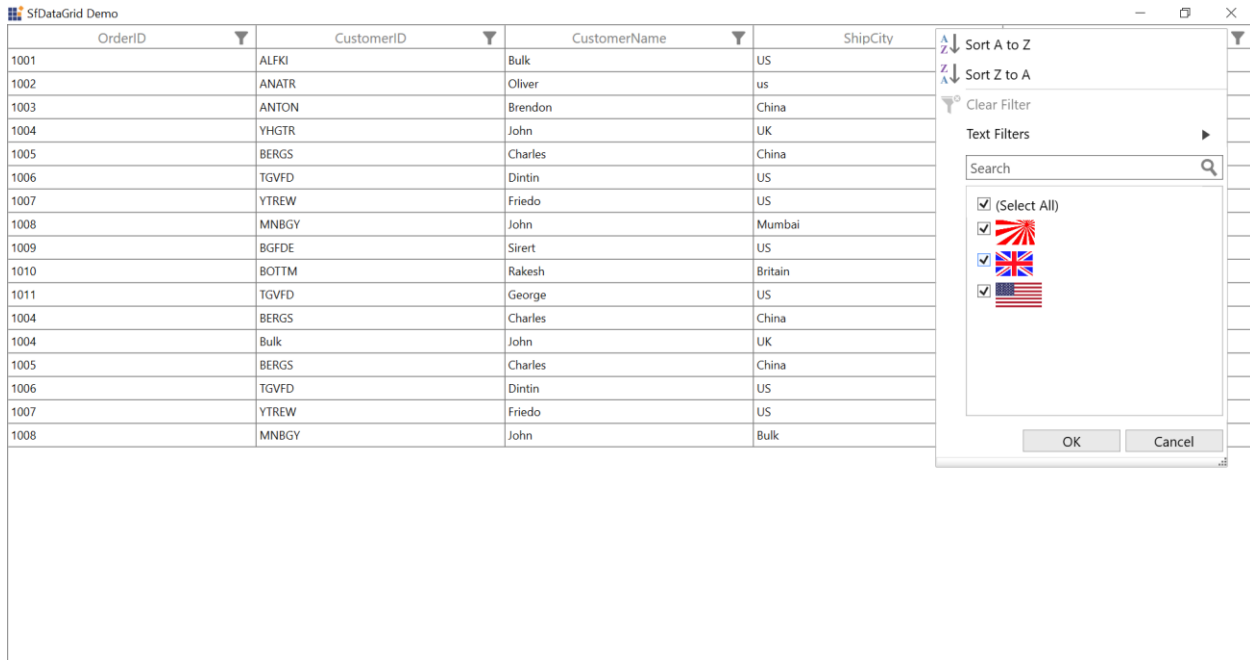 SfDataGrid Demo
OrderID CustomerID CustomerName ShipCity
1001 ALFKI Bulk US
1002 ANATR Oliver us
1003 ANTON Brendon China
1004 YHGTR John UK
1005 BERGS Charles China
1006 TGVFD Dintin US
1007 YTREW Friedo US
1008 MNBGY John Mumbai
1009 BGFDE Sirert US
1010 BOTTM Rakesh Britain
1011 TGVFD George US
1004 BERGS Charles China
1004 Bulk John UK
1005 BERGS Charles China
1006 TGVFD Dintin US
1007 YTREW Friedo US
1008 MNBGY John Bulk
Sort A to Z
Sort Z to A
Clear Filter
Text Filters
Search
(Select All)
OK Cancel